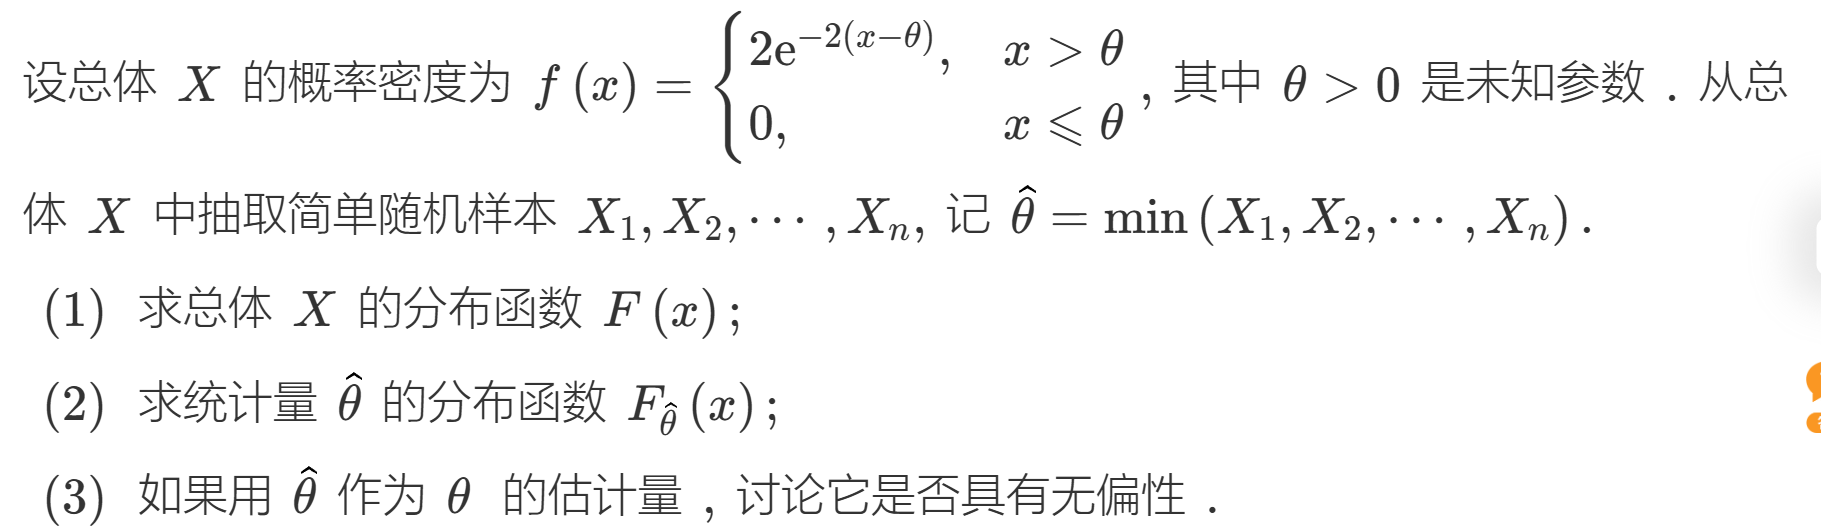 设总体 X 的概率密度为 f (x) = { 2e^{−2(x−θ)}, x > θ; 0, x ⩽ θ , 其中 θ > 0 是未知参数 . 从总
体 X 中抽取简单随机样本 X₁, X₂, ⋯ , Xₙ, 记 θ̂ = min (X₁, X₂, ⋯ , Xₙ) .
(1) 求总体 X 的分布函数 F (x) ;
(2) 求统计量 θ̂ 的分布函数 F_{θ̂} (x) ;
(3) 如果用 θ̂ 作为 θ 的估计量 , 讨论它是否具有无偏性 .